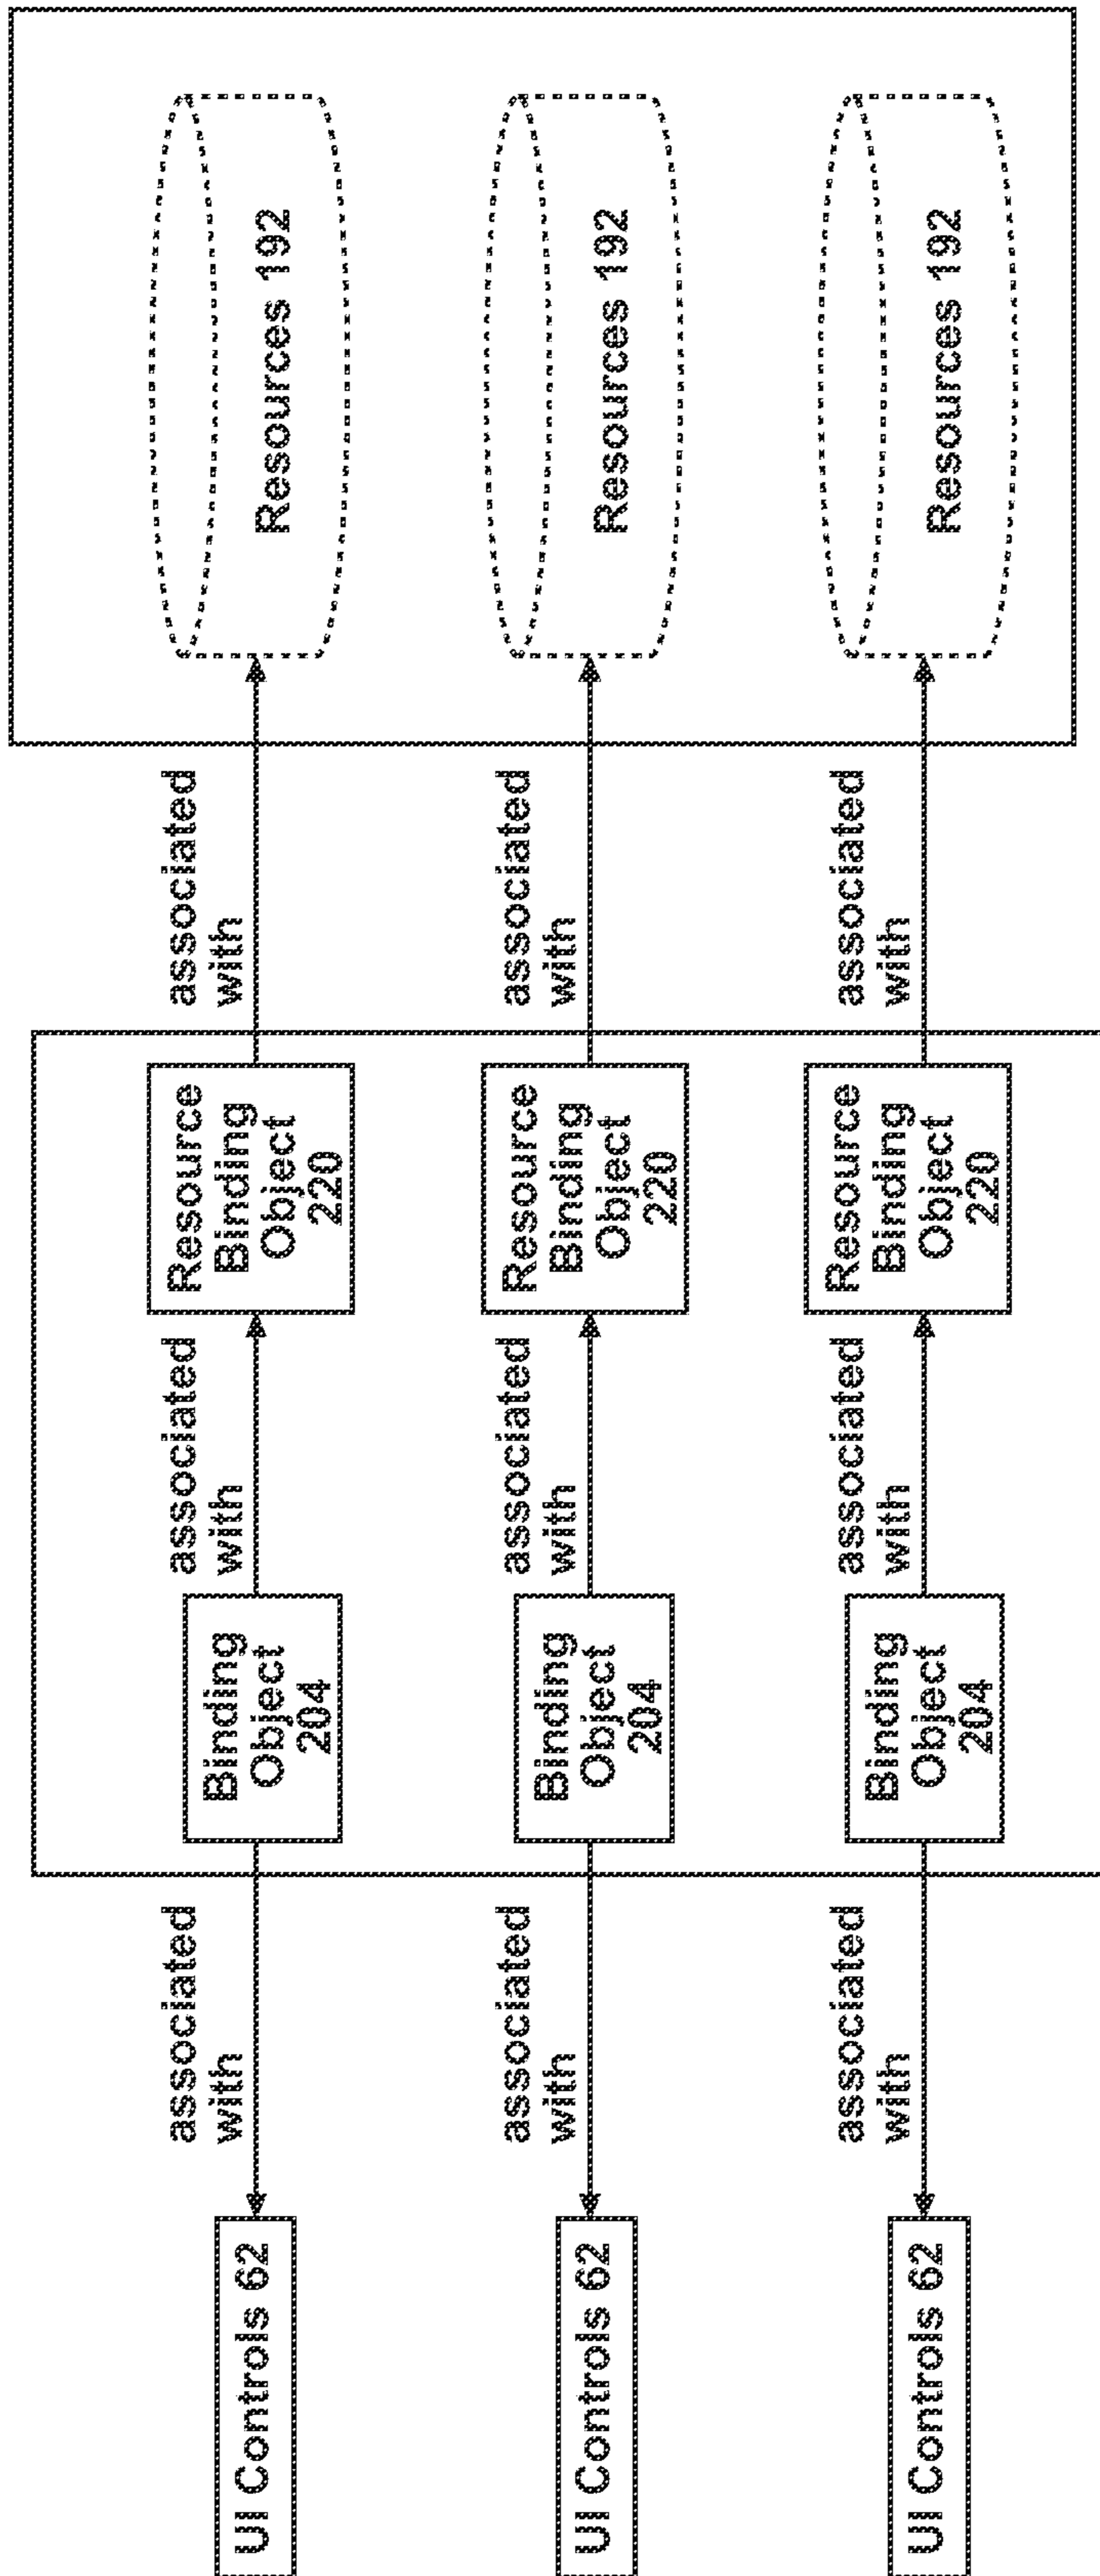 UI Controls 62
associated
with
Binding
Object
204
associated
with
Resource
Binding
Object
220
associated
with
Resources 192
UI Controls 62
associated
with
Binding
Object
204
associated
with
Resource
Binding
Object
220
associated
with
Resources 192
UI Controls 62
associated
with
Binding
Object
204
associated
with
Resource
Binding
Object
220
associated
with
Resources 192